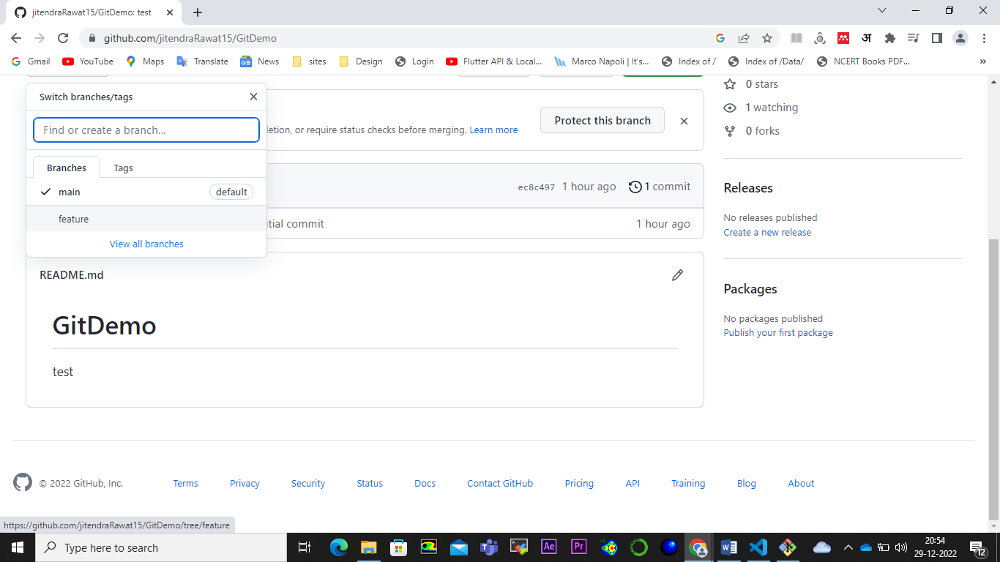 jitendraRawat15/GitDemo: test
github.com/jitendraRawat15/GitDemo
अ
Gmail YouTube Maps Translate News sites Design Login Flutter API & Local... Marco Napoli | It's... Index of / Index of /Data/ NCERT Books PDF... »
Switch branches/tags
Find or create a branch...
Branches Tags
main default
feature
View all branches
etion, or require status checks before merging. Learn more
Protect this branch
ec8c497 1 hour ago 1 commit
itial commit 1 hour ago
README.md
GitDemo
test
0 stars
1 watching
0 forks
Releases
No releases published
Create a new release
Packages
No packages published
Publish your first package
© 2022 GitHub, Inc. Terms Privacy Security Status Docs Contact GitHub Pricing API Training Blog About
https://github.com/jitendraRawat15/GitDemo/tree/feature
Type here to search
Ae Pr
20:54
29-12-2022
12